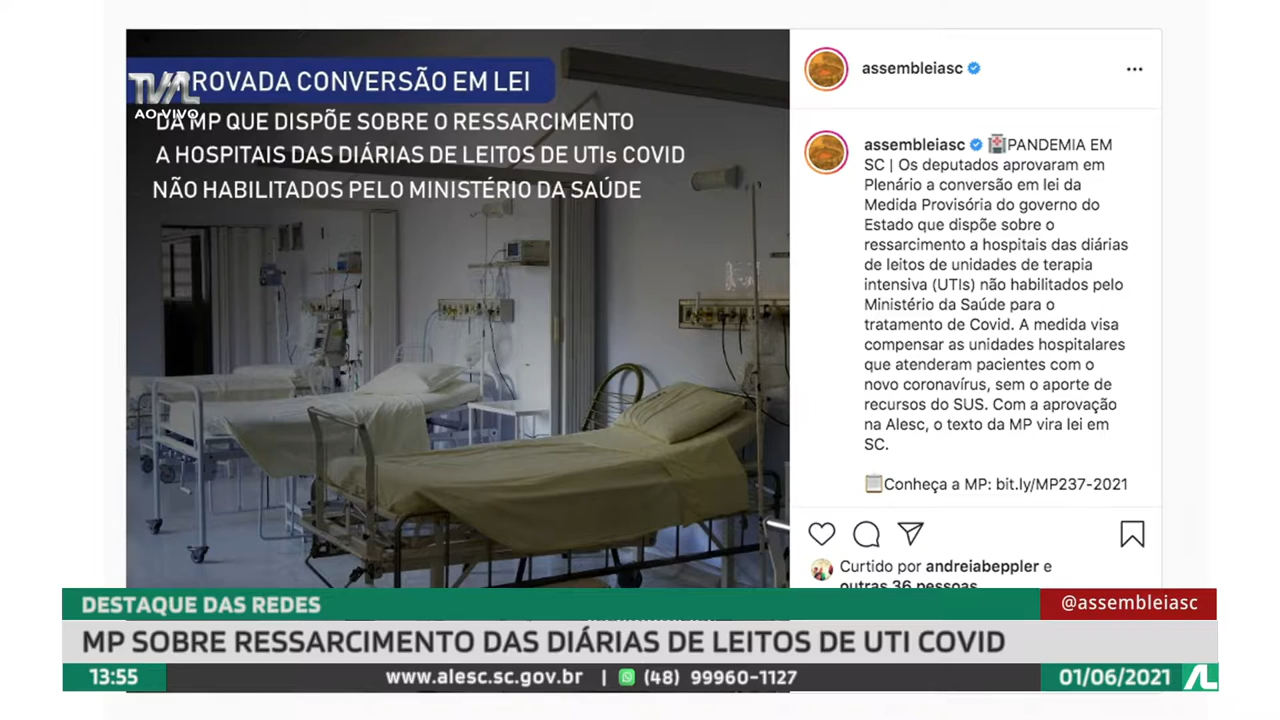 TVAL
AO VIVO
APROVADA CONVERSÃO EM LEI
DA MP QUE DISPÕE SOBRE O RESSARCIMENTO
A HOSPITAIS DAS DIÁRIAS DE LEITOS DE UTIs COVID
NÃO HABILITADOS PELO MINISTÉRIO DA SAÚDE
assembleiasc
assembleiasc 🏥PANDEMIA EM
SC | Os deputados aprovaram em
Plenário a conversão em lei da
Medida Provisória do governo do
Estado que dispõe sobre o
ressarcimento a hospitais das diárias
de leitos de unidades de terapia
intensiva (UTIs) não habilitados pelo
Ministério da Saúde para o
tratamento de Covid. A medida visa
compensar as unidades hospitalares
que atenderam pacientes com o
novo coronavírus, sem o aporte de
recursos do SUS. Com a aprovação
na Alesc, o texto da MP vira lei em
SC.
📋Conheça a MP: bit.ly/MP237-2021
Curtido por andreiabeppler e
outras 36 pessoas
DESTAQUE DAS REDES
@assembleiasc
MP SOBRE RESSARCIMENTO DAS DIÁRIAS DE LEITOS DE UTI COVID
13:55
www.alesc.sc.gov.br | (48) 99960-1127
01/06/2021